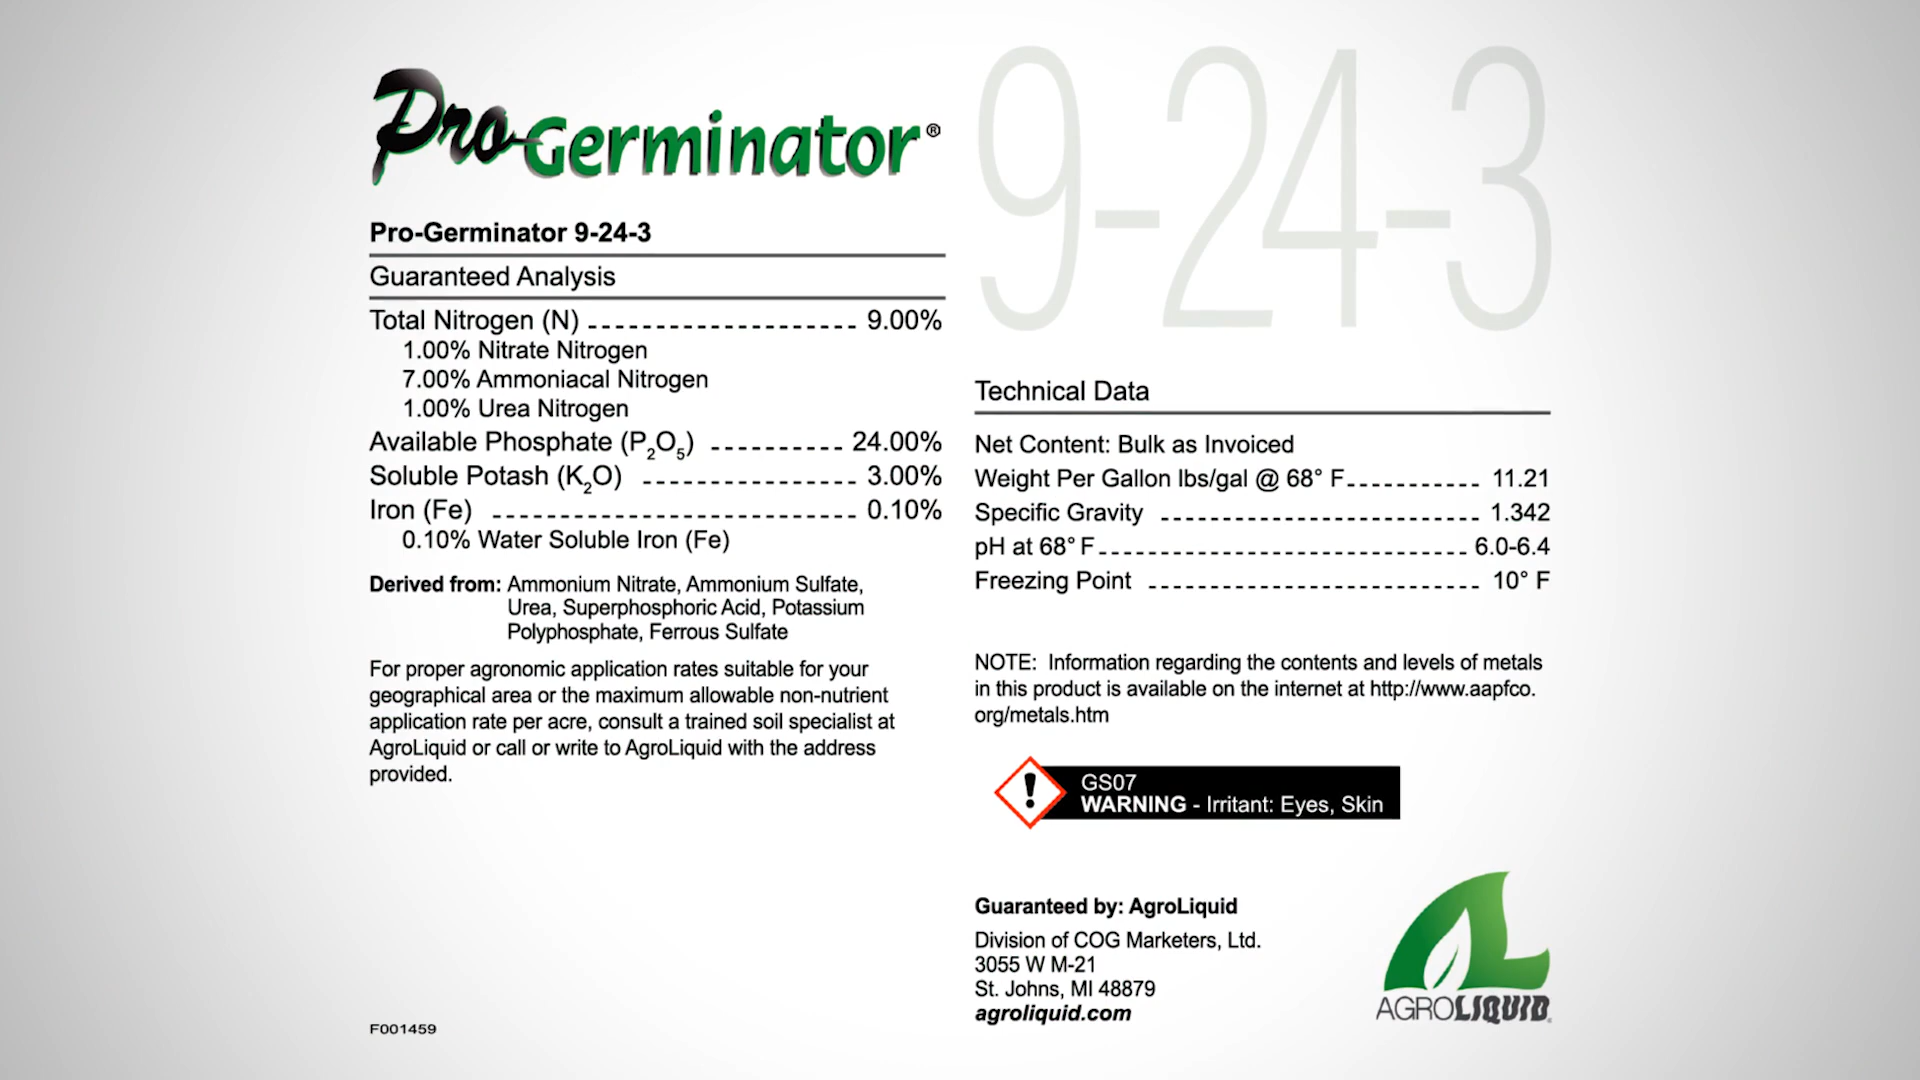 Pro-Germinator®
Pro-Germinator 9-24-3
Guaranteed Analysis
Total Nitrogen (N) -------------------- 9.00%
1.00% Nitrate Nitrogen
7.00% Ammoniacal Nitrogen
1.00% Urea Nitrogen
Available Phosphate (P₂O₅) ---------- 24.00%
Soluble Potash (K₂O) ---------------- 3.00%
Iron (Fe) --------------------------- 0.10%
0.10% Water Soluble Iron (Fe)
Derived from: Ammonium Nitrate, Ammonium Sulfate,
Urea, Superphosphoric Acid, Potassium
Polyphosphate, Ferrous Sulfate
For proper agronomic application rates suitable for your
geographical area or the maximum allowable non-nutrient
application rate per acre, consult a trained soil specialist at
AgroLiquid or call or write to AgroLiquid with the address
provided.
F001459
9-24-3
Technical Data
Net Content: Bulk as Invoiced
Weight Per Gallon lbs/gal @ 68° F----------- 11.21
Specific Gravity -------------------------- 1.342
pH at 68° F------------------------------ 6.0-6.4
Freezing Point --------------------------- 10° F
NOTE: Information regarding the contents and levels of metals
in this product is available on the internet at http://www.aapfco.
org/metals.htm
GS07
WARNING - Irritant: Eyes, Skin
Guaranteed by: AgroLiquid
Division of COG Marketers, Ltd.
3055 W M-21
St. Johns, MI 48879
agroliquid.com
AGROLIQUID